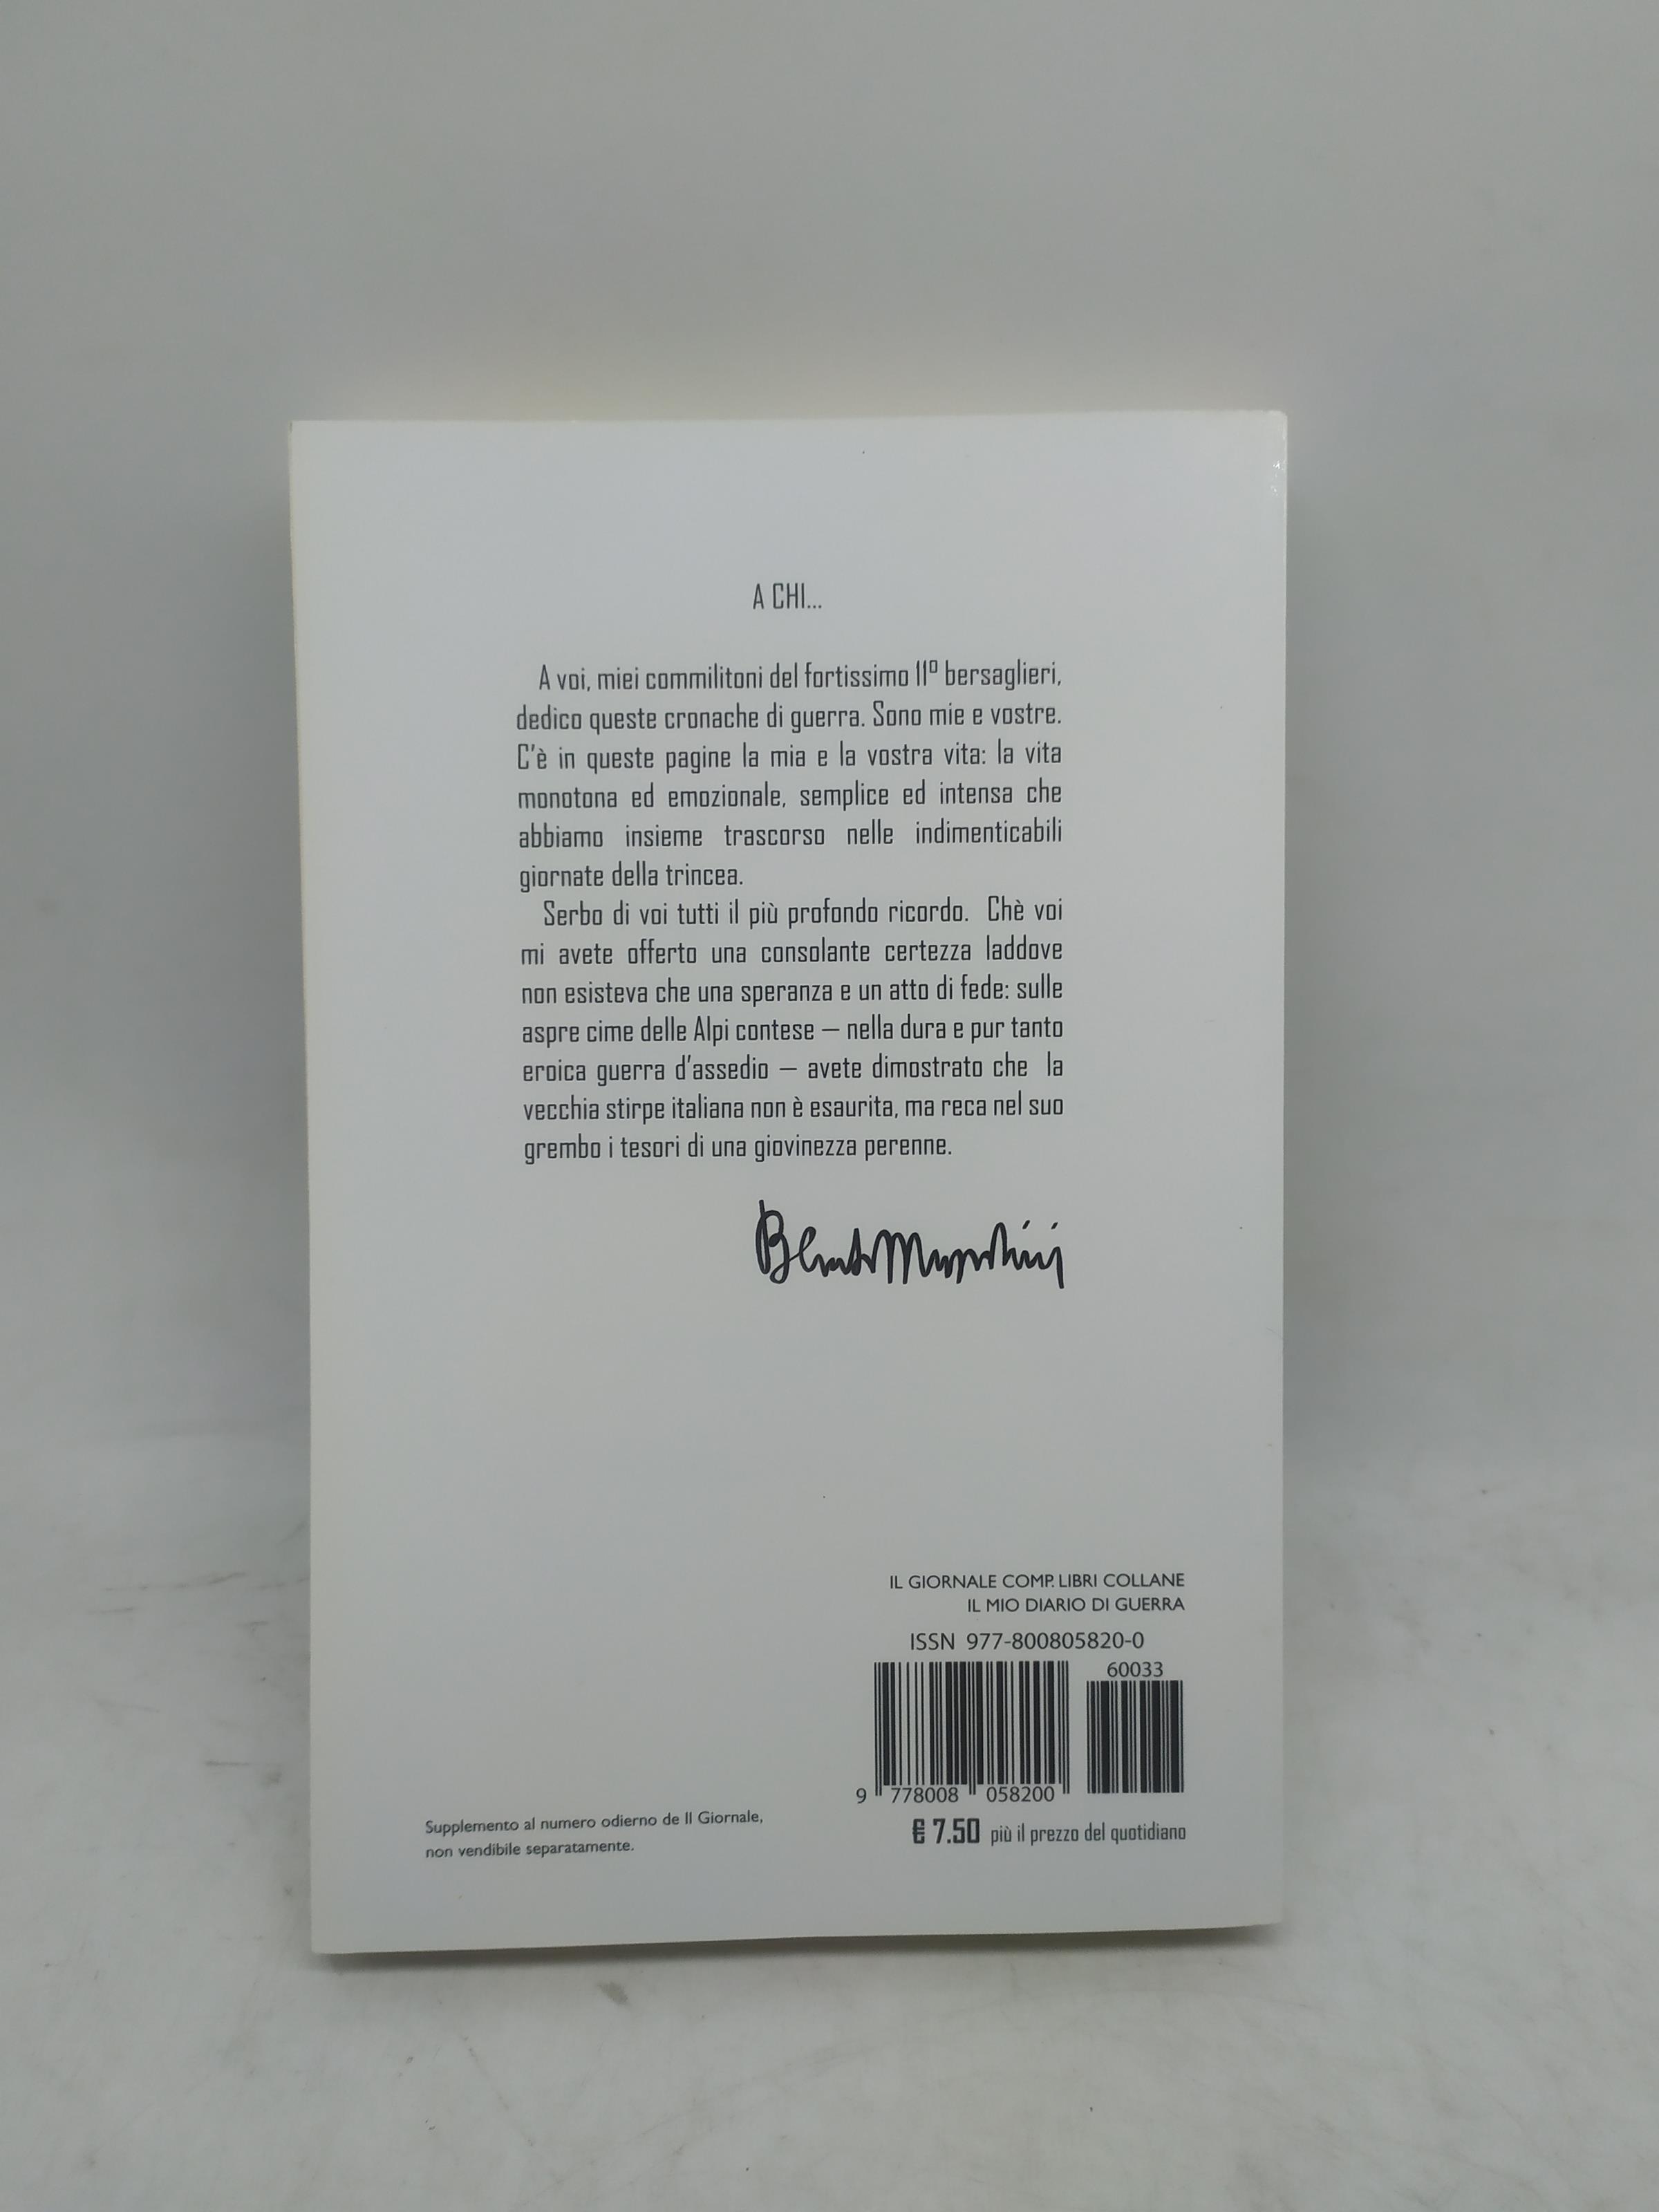 A CHI...
A voi, miei commilitoni del fortissimo 11º bersaglieri,
dedico queste cronache di guerra. Sono mie e vostre.
C'è in queste pagine la mia e la vostra vita: la vita
monotona ed emozionale, semplice ed intensa che
abbiamo insieme trascorso nelle indimenticabili
giornate della trincea.
Serbo di voi tutti il più profondo ricordo. Chè voi
mi avete offerto una consolante certezza laddove
non esisteva che una speranza e un atto di fede: sulle
aspre cime delle Alpi contese — nella dura e pur tanto
eroica guerra d'assedio — avete dimostrato che la
vecchia stirpe italiana non è esaurita, ma reca nel suo
grembo i tesori di una giovinezza perenne.
Benito Mussolini
IL GIORNALE COMP. LIBRI COLLANE
IL MIO DIARIO DI GUERRA
ISSN 977-800805820-0
60033
9 778008 058200
€ 7.50 più il prezzo del quotidiano
Supplemento al numero odierno de Il Giornale,
non vendibile separatamente.